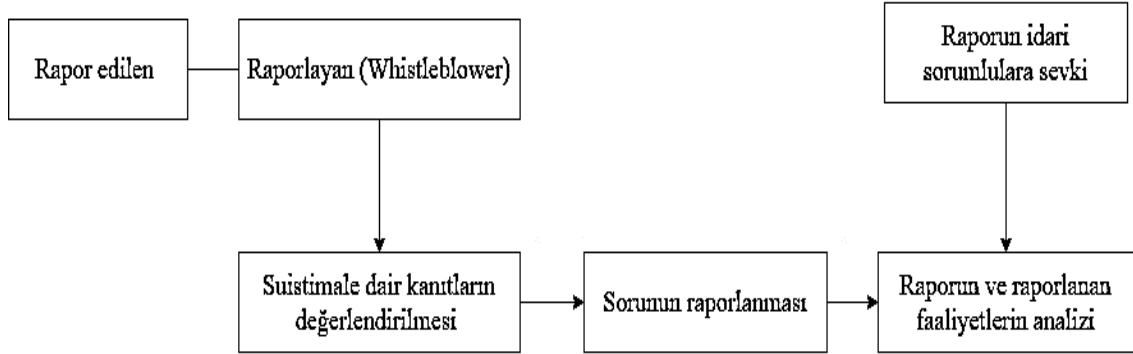 Rapor edilen
Raporlayan (Whistleblower)
Raporun idari
sorumlulara sevki
Suistimale dair kanıtların
değerlendirilmesi
Sorunun raporlanması
Raporun ve raporlanan
faaliyetlerin analizi